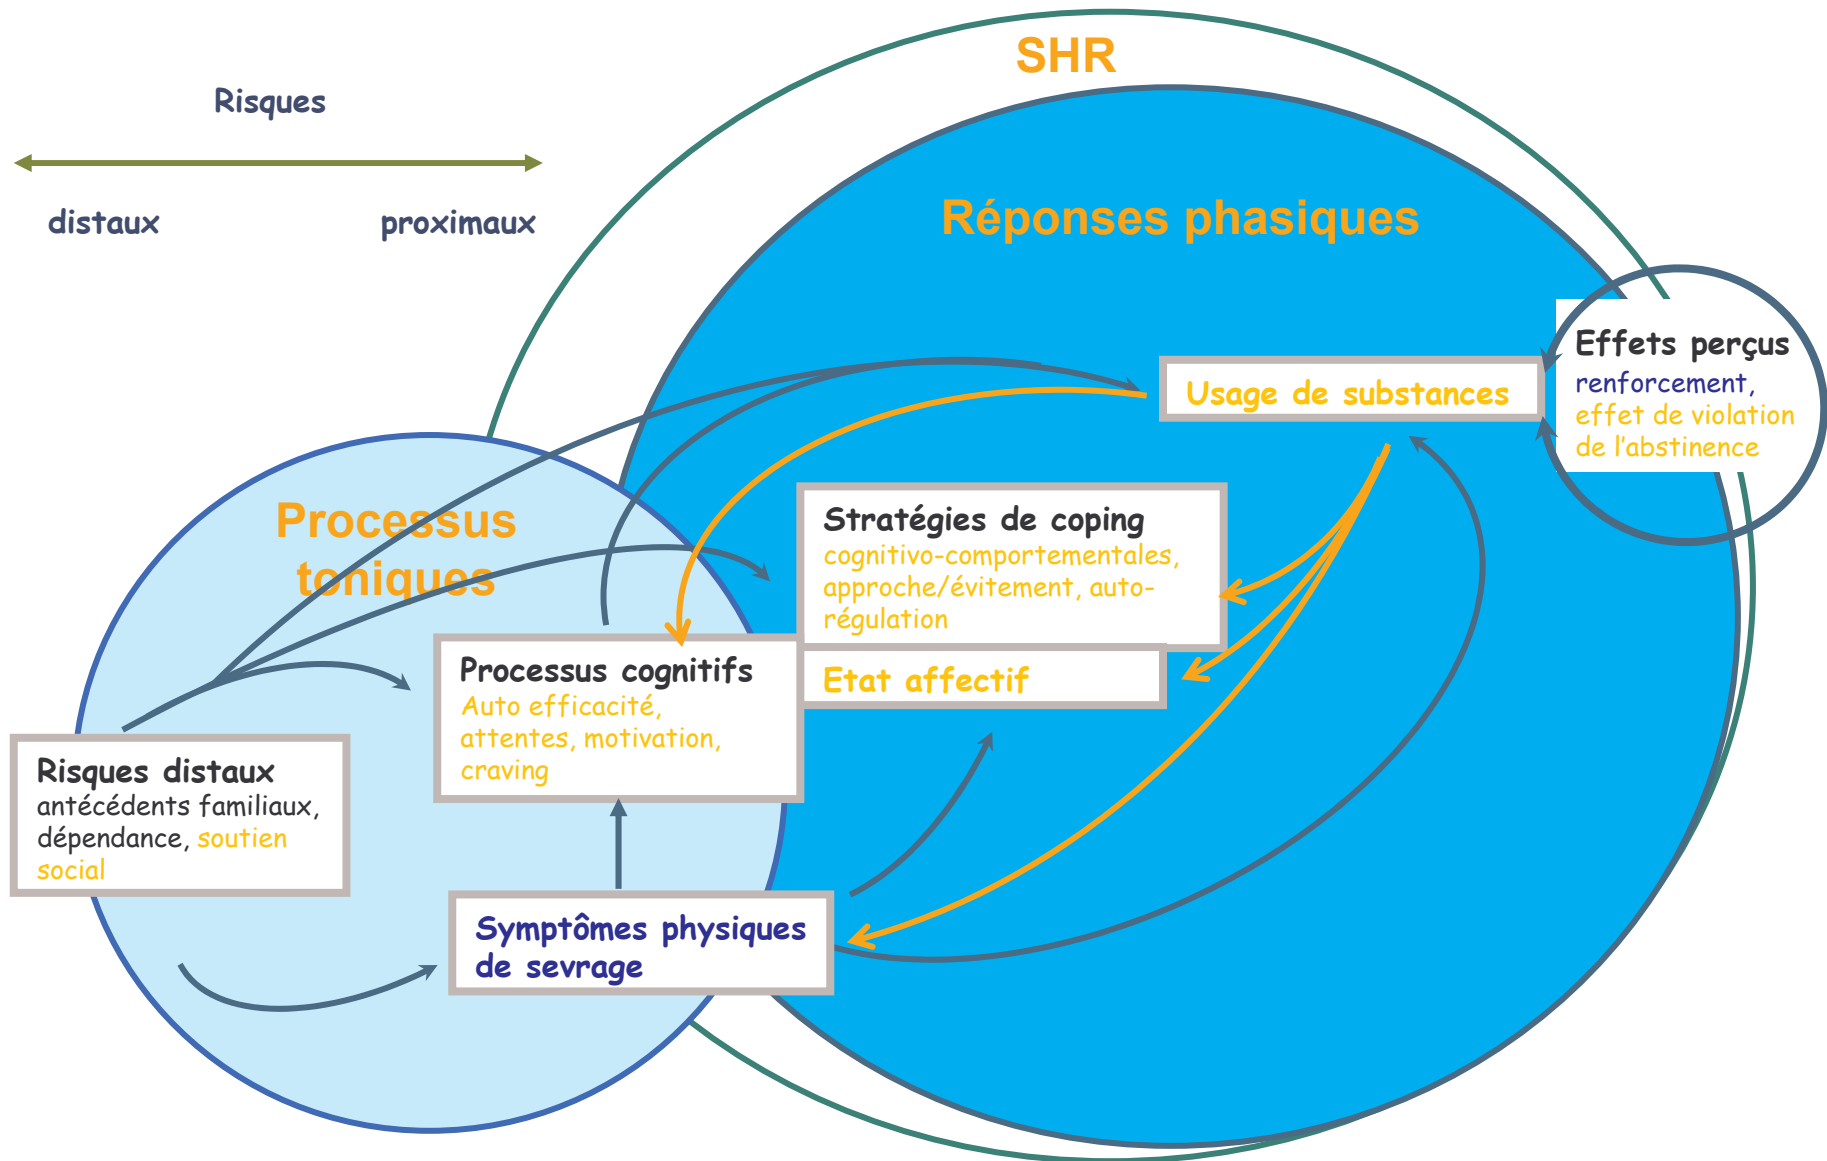 SHR
Risques
distaux
proximaux
Réponses phasiques
Effets perçus
renforcement,
effet de violation
de l'abstinence
Usage de substances
Processus
toniques
Stratégies de coping
cognitivo-comportementales,
approche/évitement, auto-
régulation
Etat affectif
Processus cognitifs
Auto efficacité,
attentes, motivation,
craving
Risques distaux
antécédents familiaux,
dépendance, soutien
social
Symptômes physiques
de sevrage